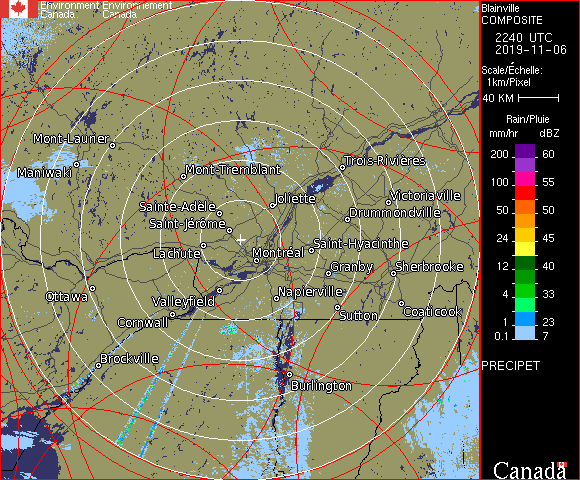 Environment Environnement
Canada Canada
Blainville
COMPOSITE
2240 UTC
2019-11-06
Scale/Échelle:
1km/Pixel
40 KM
Rain/Pluie
mm/hr dBZ
200 60
150 57
100 55
50 50
24 45
12 40
4 33
1 23
0.1 7
PRECIPET
Canada
Mont-Laurier
Maniwaki
Mont-Tremblant
Trois-Rivières
Joliette
Victoriaville
Sainte-Adèle
Drummondville
Saint-Jérôme
Lachute
Montréal
Saint-Hyacinthe
Granby
Sherbrooke
Ottawa
Valleyfield
Napierville
Cornwall
Sutton
Coaticook
Brockville
Burlington